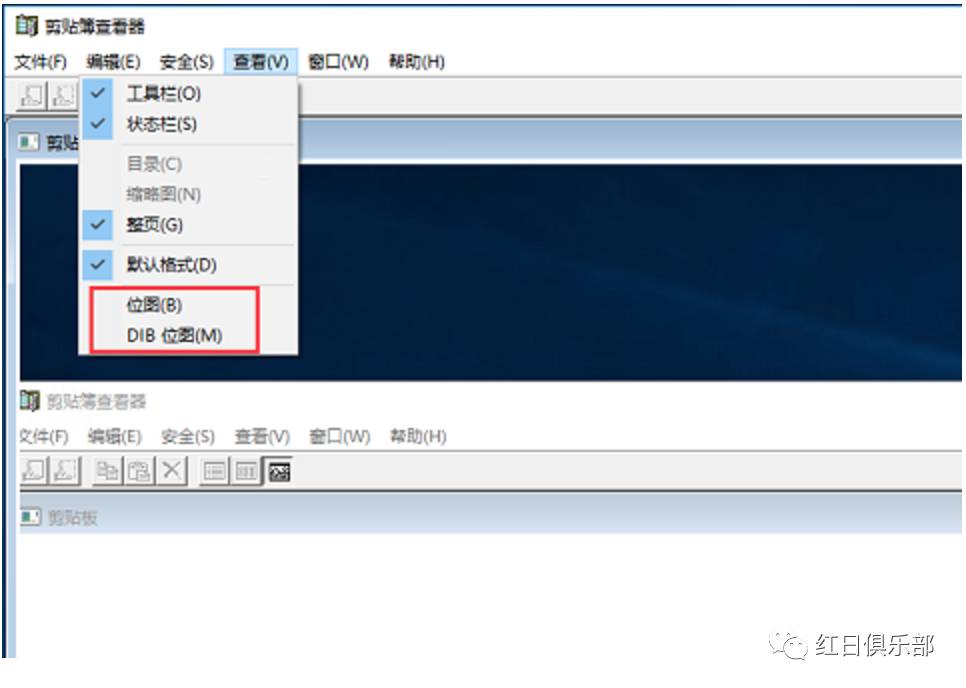 剪贴簿查看器
文件(F) 编辑(E) 安全(S) 查看(V) 窗口(W) 帮助(H)
工具栏(O)
状态栏(S)
剪贴
目录(C)
缩略图(N)
整页(G)
默认格式(D)
位图(B)
DIB 位图(M)
剪贴簿查看器
文件(F) 编辑(E) 安全(S) 查看(V) 窗口(W) 帮助(H)
剪贴板
红日俱乐部